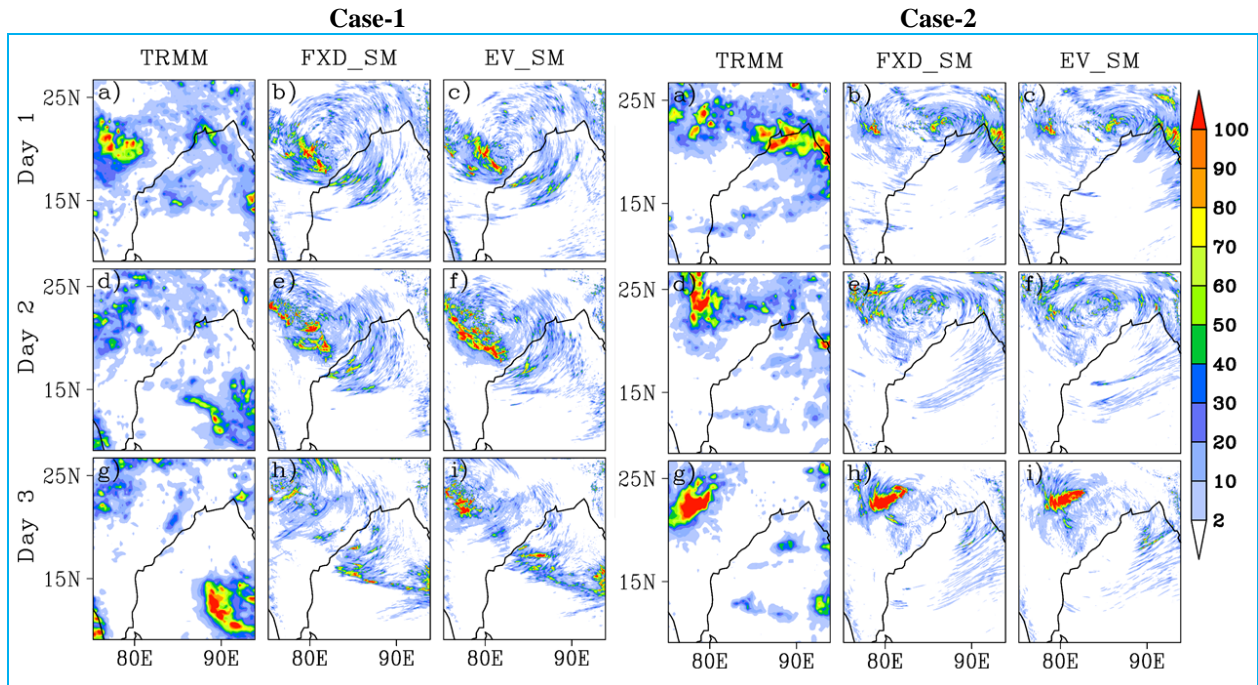 Case-1 Case-2
TRMM FXD_SM EV_SM TRMM FXD_SM EV_SM
25N a) b) c) 25N a) b) c)
Day 1
15N 15N
25N d) e) f) 25N d) e) f)
Day 2
15N 15N
25N g) h) i) 25N g) h) i)
Day 3
15N 15N
80E 90E 80E 90E 80E 90E 80E 90E 80E 90E 80E 90E
100
90
80
70
60
50
40
30
20
10
2